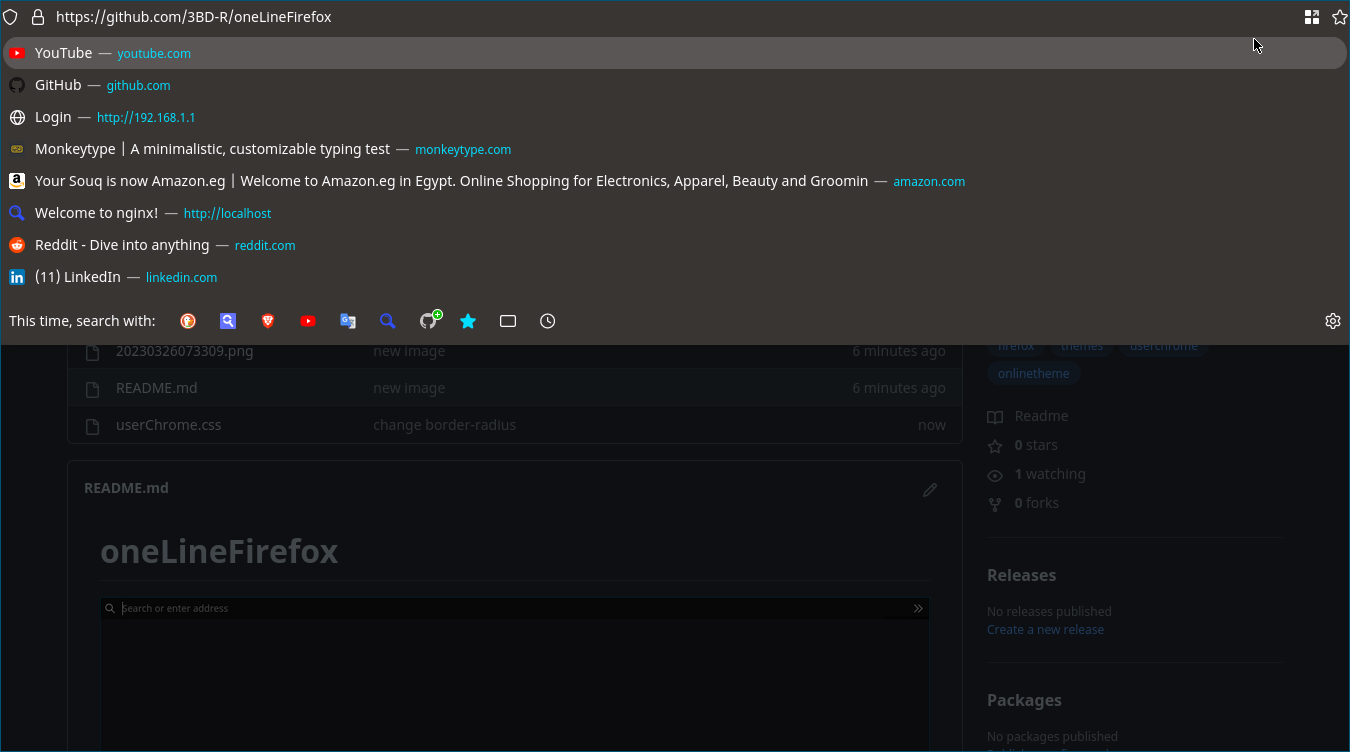 https://github.com/3BD-R/oneLineFirefox
YouTube — youtube.com
GitHub — github.com
Login — http://192.168.1.1
Monkeytype | A minimalistic, customizable typing test — monkeytype.com
Your Souq is now Amazon.eg | Welcome to Amazon.eg in Egypt. Online Shopping for Electronics, Apparel, Beauty and Groomin — amazon.com
Welcome to nginx! — http://localhost
Reddit - Dive into anything — reddit.com
(11) LinkedIn — linkedin.com
This time, search with:
20230326073309.png new image 6 minutes ago
README.md new image 6 minutes ago
userChrome.css change border-radius now
firefox themes userchrome
onlinetheme
Readme
0 stars
1 watching
0 forks
README.md
oneLineFirefox
Search or enter address
Releases
No releases published
Create a new release
Packages
No packages published